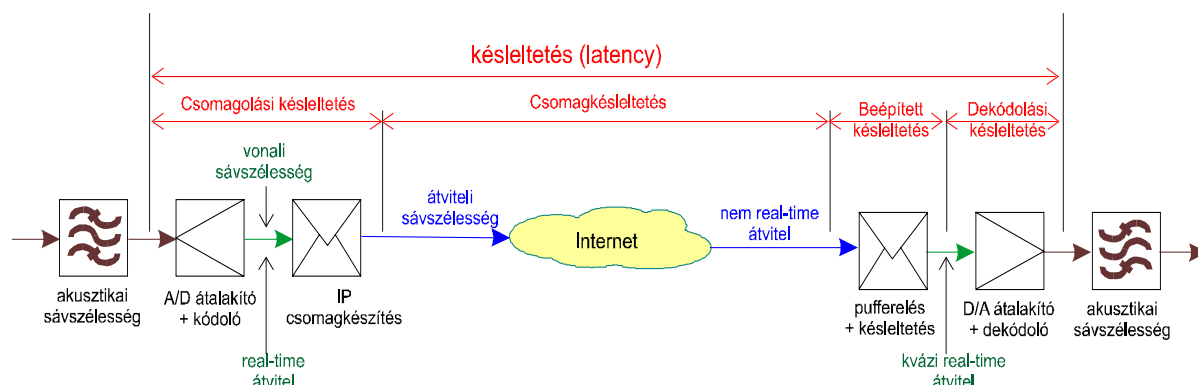 késleltetés (latency)
Csomagolási késleltetés
Csomagkésleltetés
Beépített
késleltetés
Dekódolási
késleltetés
vonali
sávszélesség
átviteli
sávszélesség
Internet
nem real-time
átvitel
akusztikai
sávszélesség
A/D átalakító
+ kódoló
IP
csomagkészítés
pufferelés
+ késleltetés
D/A átalakító
+ dekódoló
akusztikai
sávszélesség
real-time
átvitel
kvázi real-time
átvitel